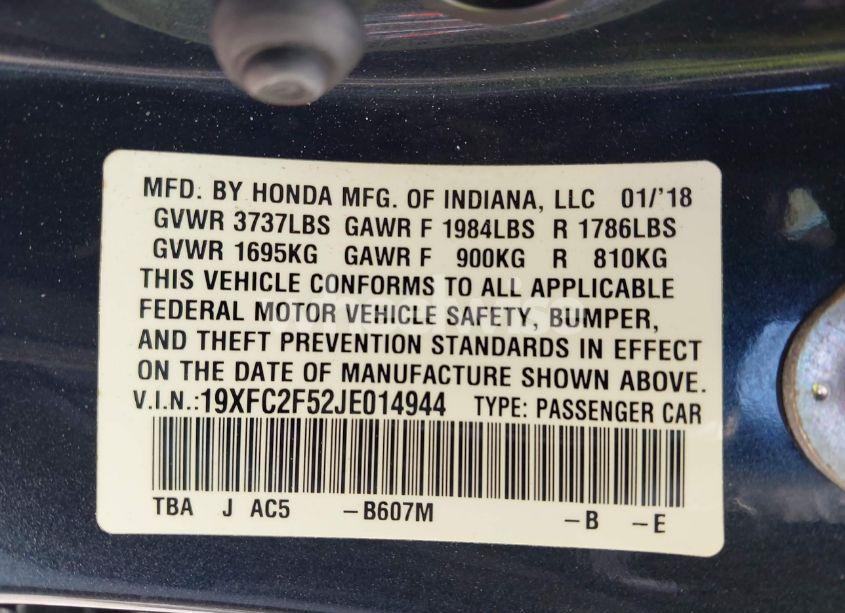 MFD. BY HONDA MFG. OF INDIANA, LLC 01/'18
GVWR 3737LBS GAWR F 1984LBS R 1786LBS
GVWR 1695KG GAWR F 900KG R 810KG
THIS VEHICLE CONFORMS TO ALL APPLICABLE
FEDERAL MOTOR VEHICLE SAFETY, BUMPER,
AND THEFT PREVENTION STANDARDS IN EFFECT
ON THE DATE OF MANUFACTURE SHOWN ABOVE.
V.I.N.:19XFC2F52JE014944 TYPE: PASSENGER CAR
TBA J AC5 -B607M -B -E